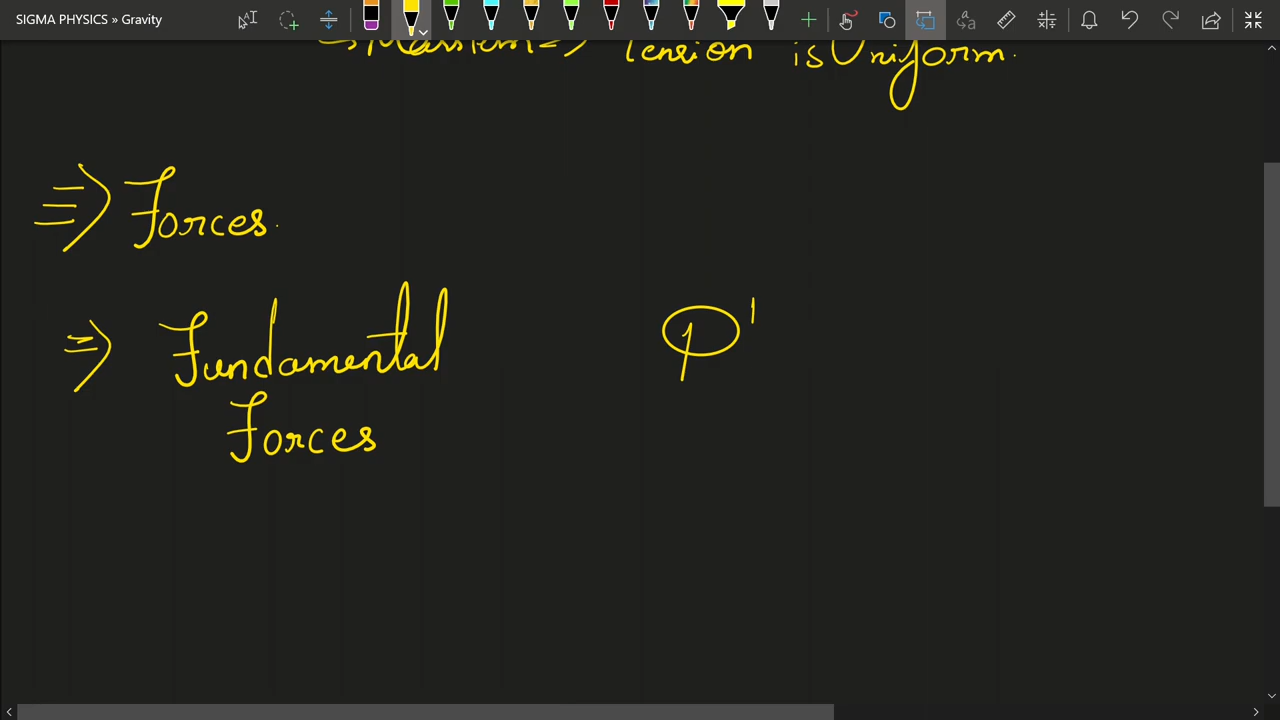 SIGMA PHYSICS » Gravity
Tension is Uniform.
⇒ Forces.
⇒ Fundamental
Forces